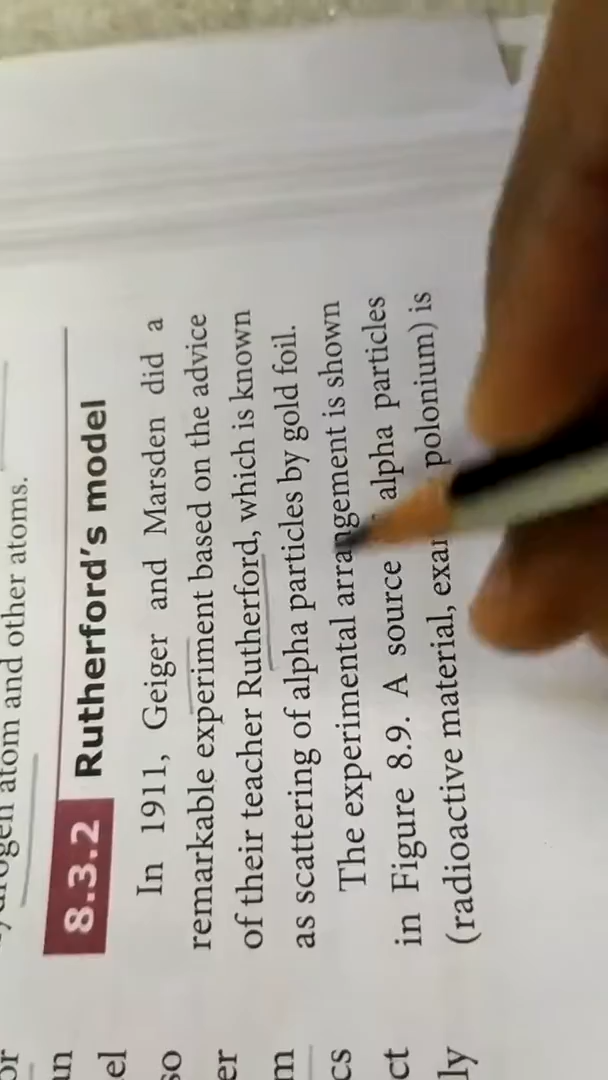 atom and other atoms.
8.3.2 Rutherford's model
In 1911, Geiger and Marsden did a
remarkable experiment based on the advice
of their teacher Rutherford, which is known
as scattering of alpha particles by gold foil.
The experimental arrangement is shown
in Figure 8.9. A source alpha particles
(radioactive material, polonium) is